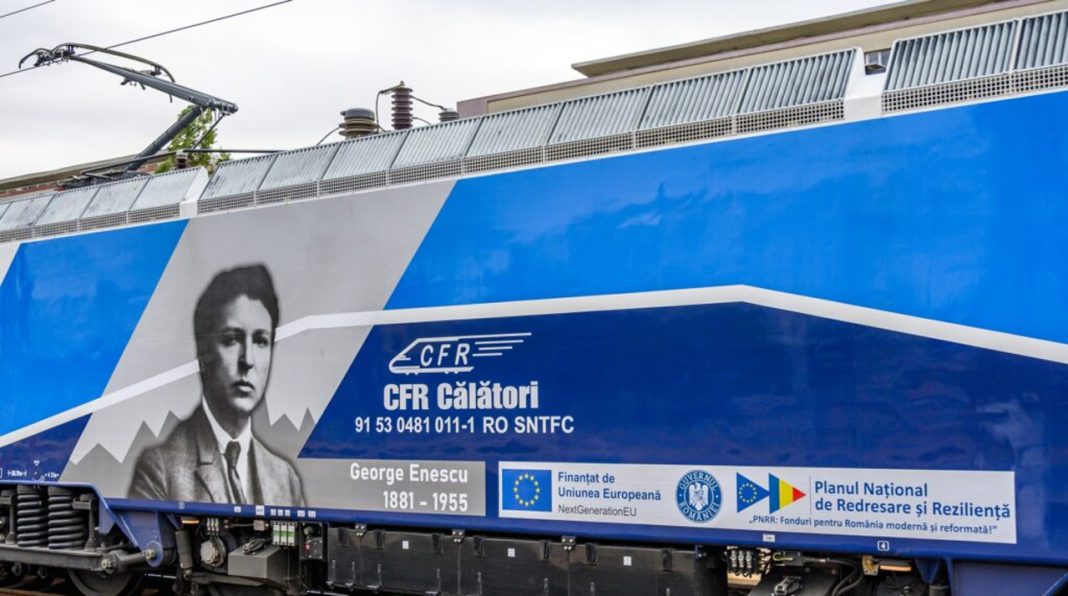 CFR
CFR Călători
91 53 0481 011-1 RO SNTFC
George Enescu
1881 - 1955
Finanțat de
Uniunea Europeană
NextGenerationEU
GUVERNUL ROMÂNIEI
Planul Național
de Redresare și Reziliență
„PNRR: Fonduri pentru România modernă și reformată!”
4